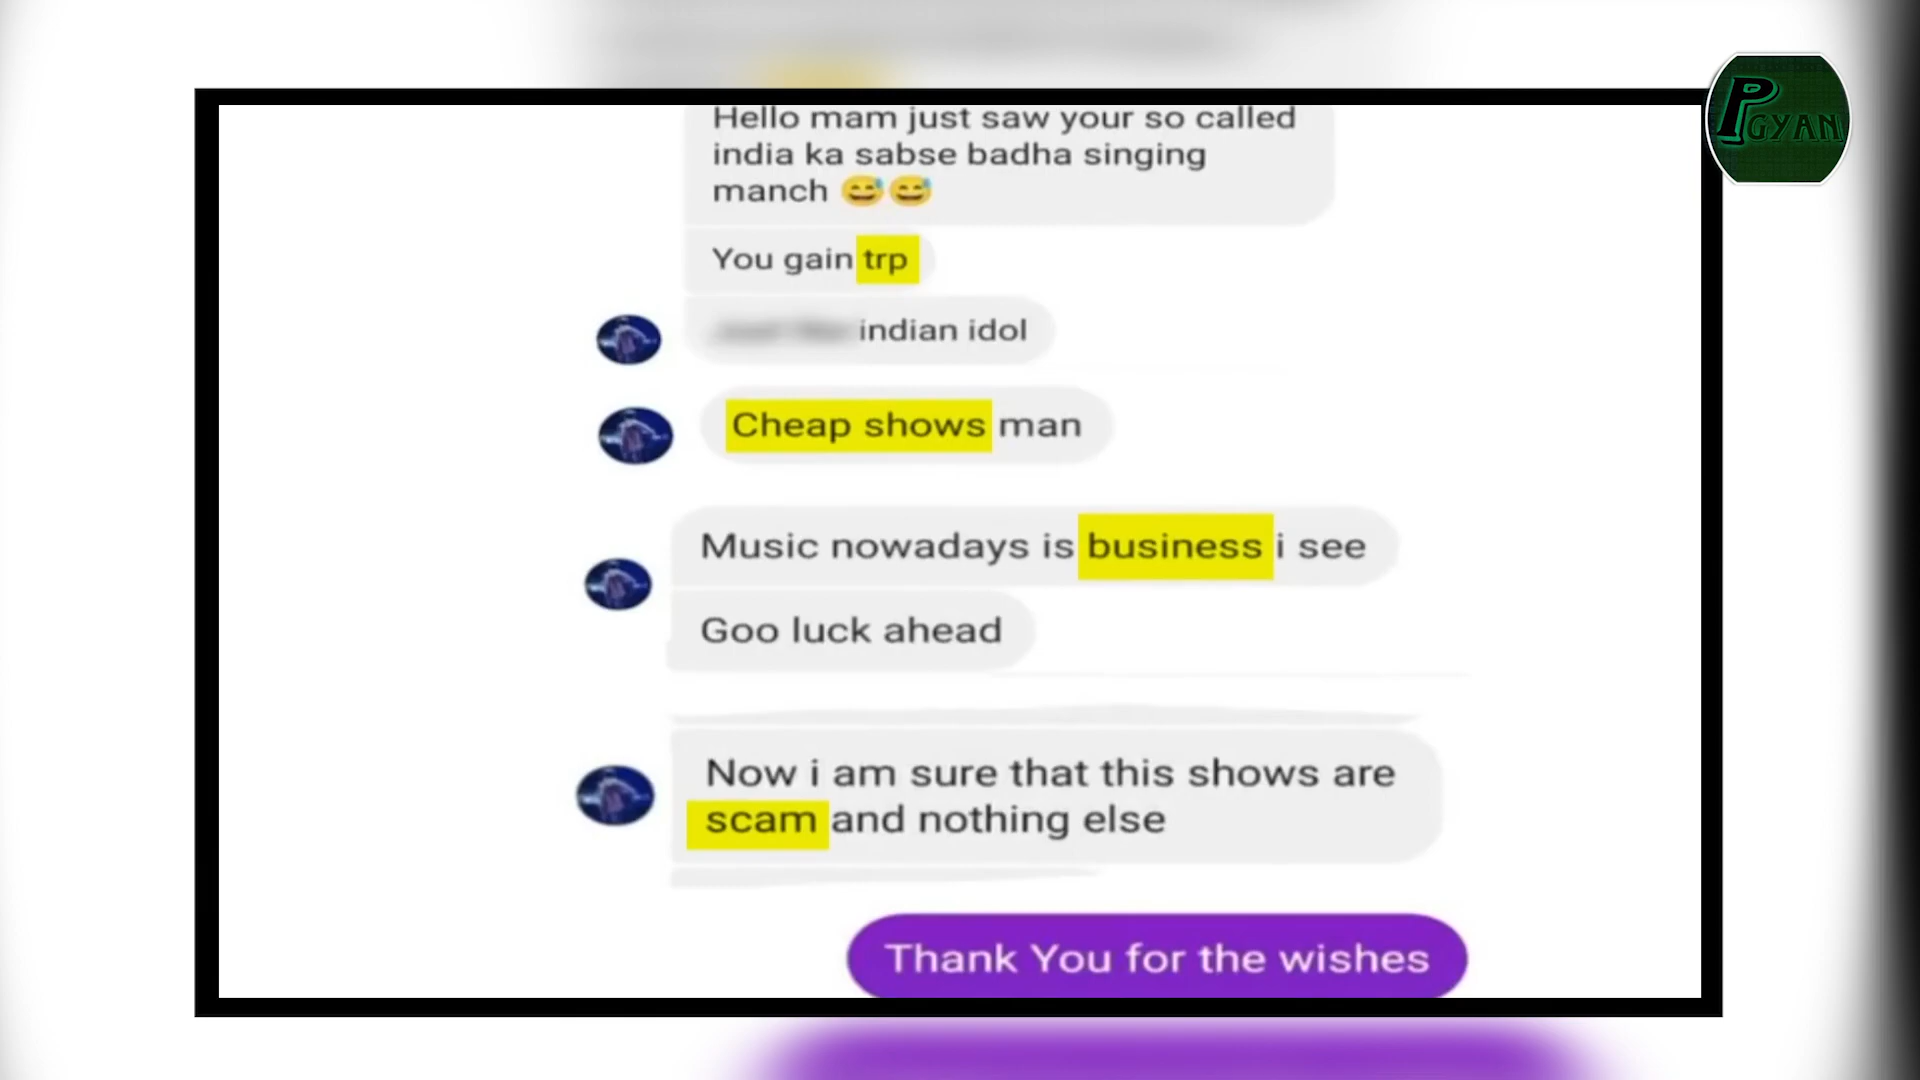 PGYAN
Hello mam just saw your so called
india ka sabse badha singing
manch 😅😅
You gain trp
indian idol
Cheap shows man
Music nowadays is business i see
Goo luck ahead
Now i am sure that this shows are
scam and nothing else
Thank You for the wishes